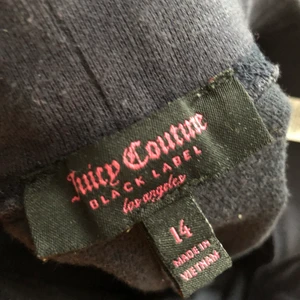 Juicy Couture
BLACK LABEL
los angeles
14
MADE IN
VIETNAM